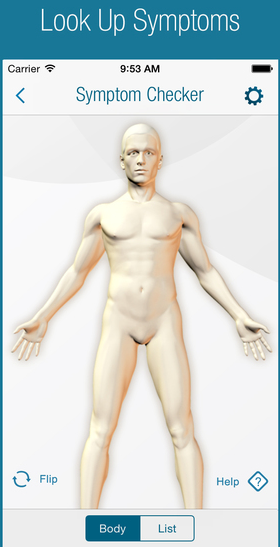 Look Up Symptoms
Carrier 9:53 AM
Symptom Checker
Flip
Help ?
Body List